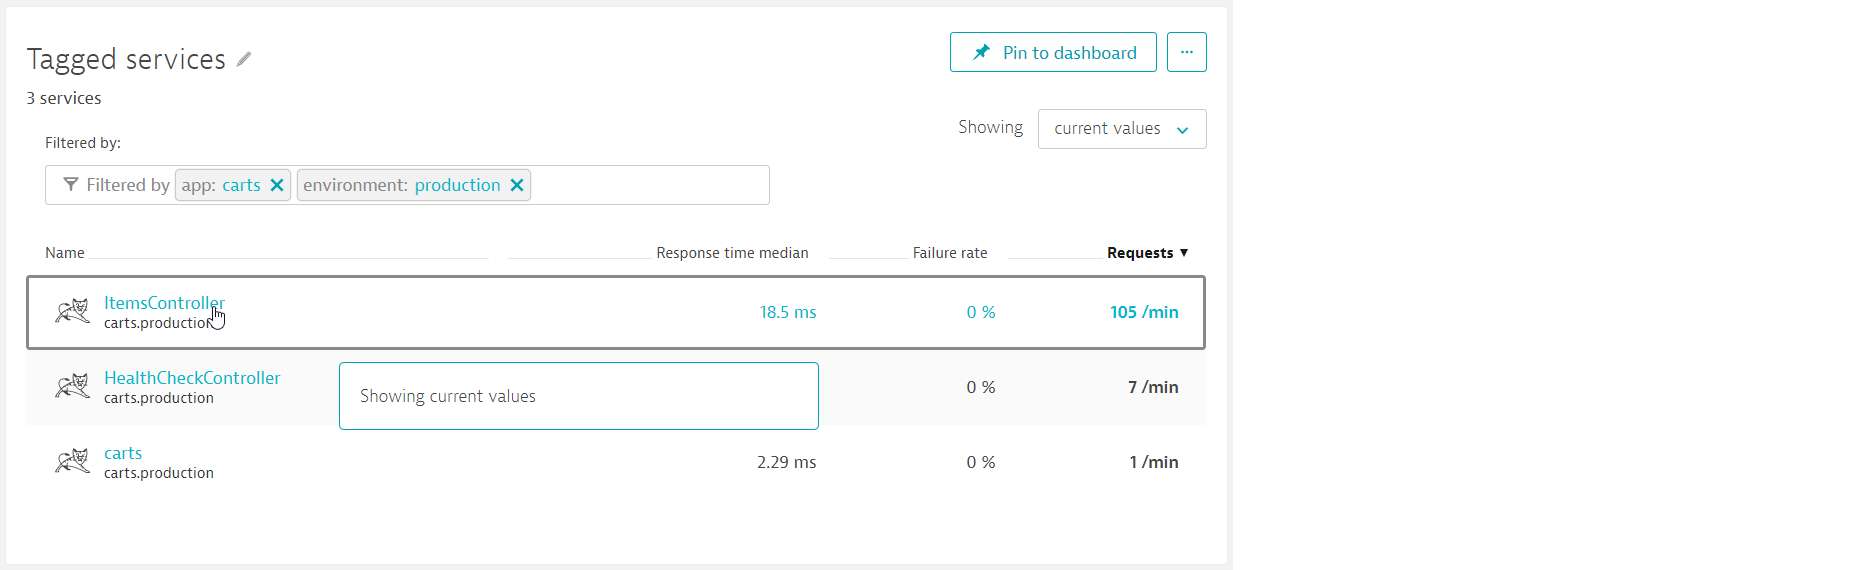 Tagged services
Pin to dashboard
...
3 services
Showing current values
Filtered by:
Filtered by app: carts environment: production
Name Response time median Failure rate Requests ▼
ItemsController
carts.production
18.5 ms 0 % 105 /min
HealthCheckController
carts.production
0 % 7 /min
Showing current values
carts
carts.production
2.29 ms 0 % 1 /min